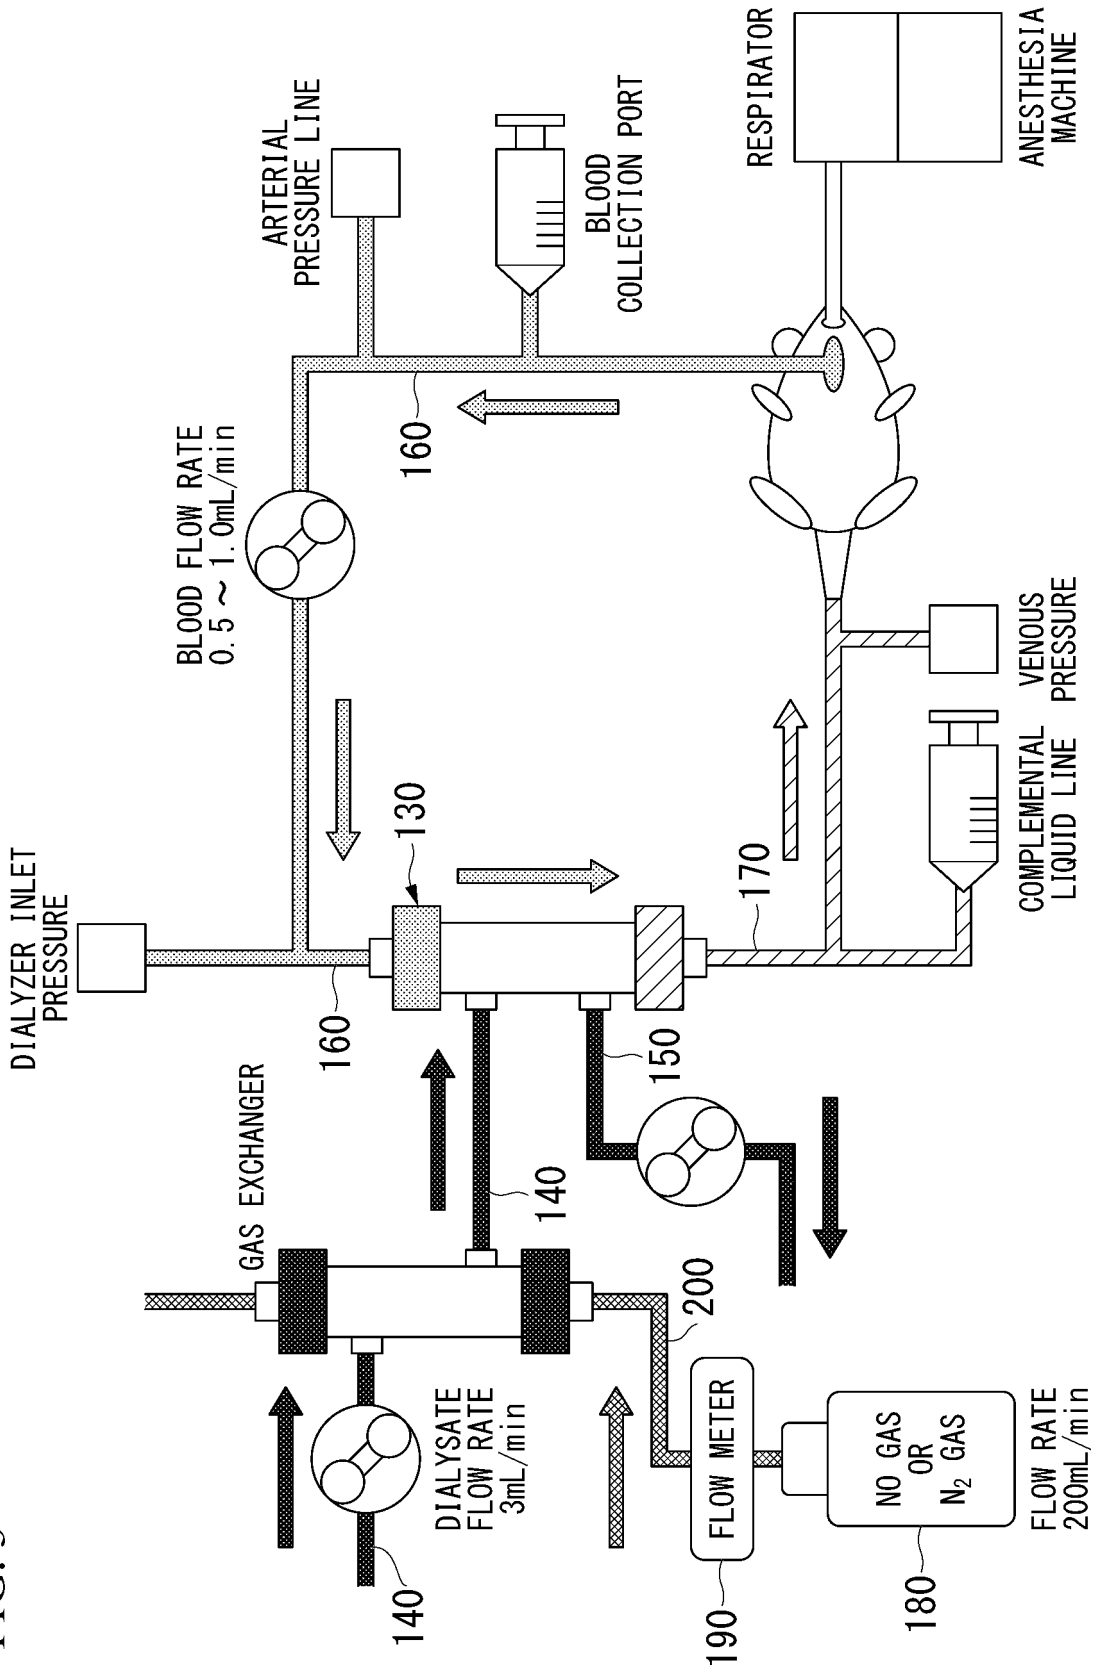 FIG.
DIALYZER INLET
PRESSURE
GAS EXCHANGER
BLOOD FLOW RATE
0.5 ～ 1.0mL/min
ARTERIAL
PRESSURE LINE
160
130
140
DIALYSATE
FLOW RATE
3mL/min
140
160
BLOOD
COLLECTION PORT
150
200
170
190
FLOW METER
RESPIRATOR
180
NO GAS
OR
N₂ GAS
FLOW RATE
200mL/min
COMPLEMENTAL
LIQUID LINE
VENOUS
PRESSURE
ANESTHESIA
MACHINE